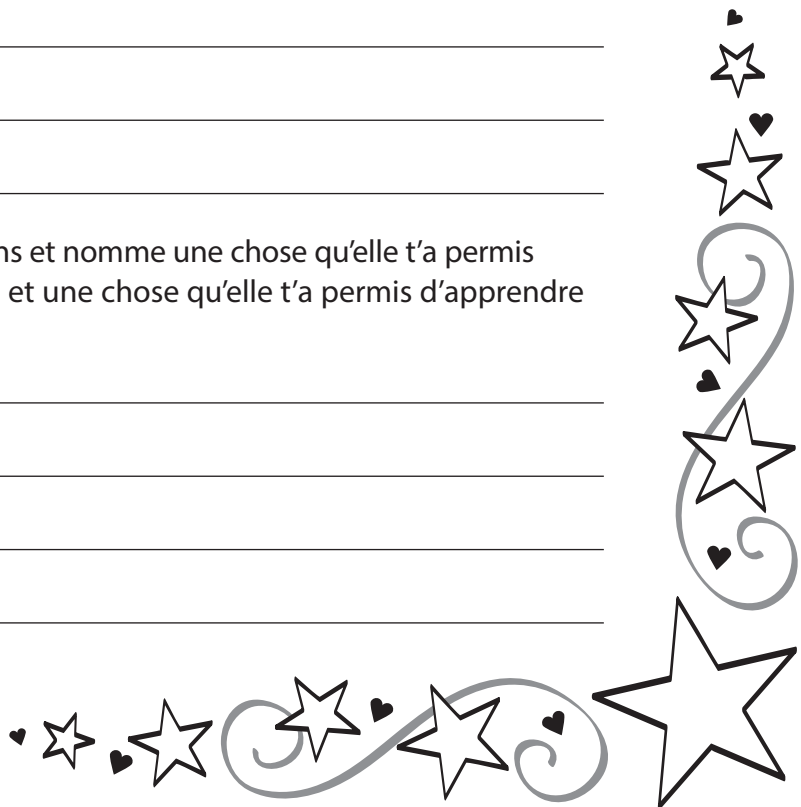 ns et nomme une chose qu'elle t'a permis
et une chose qu'elle t'a permis d'apprendre